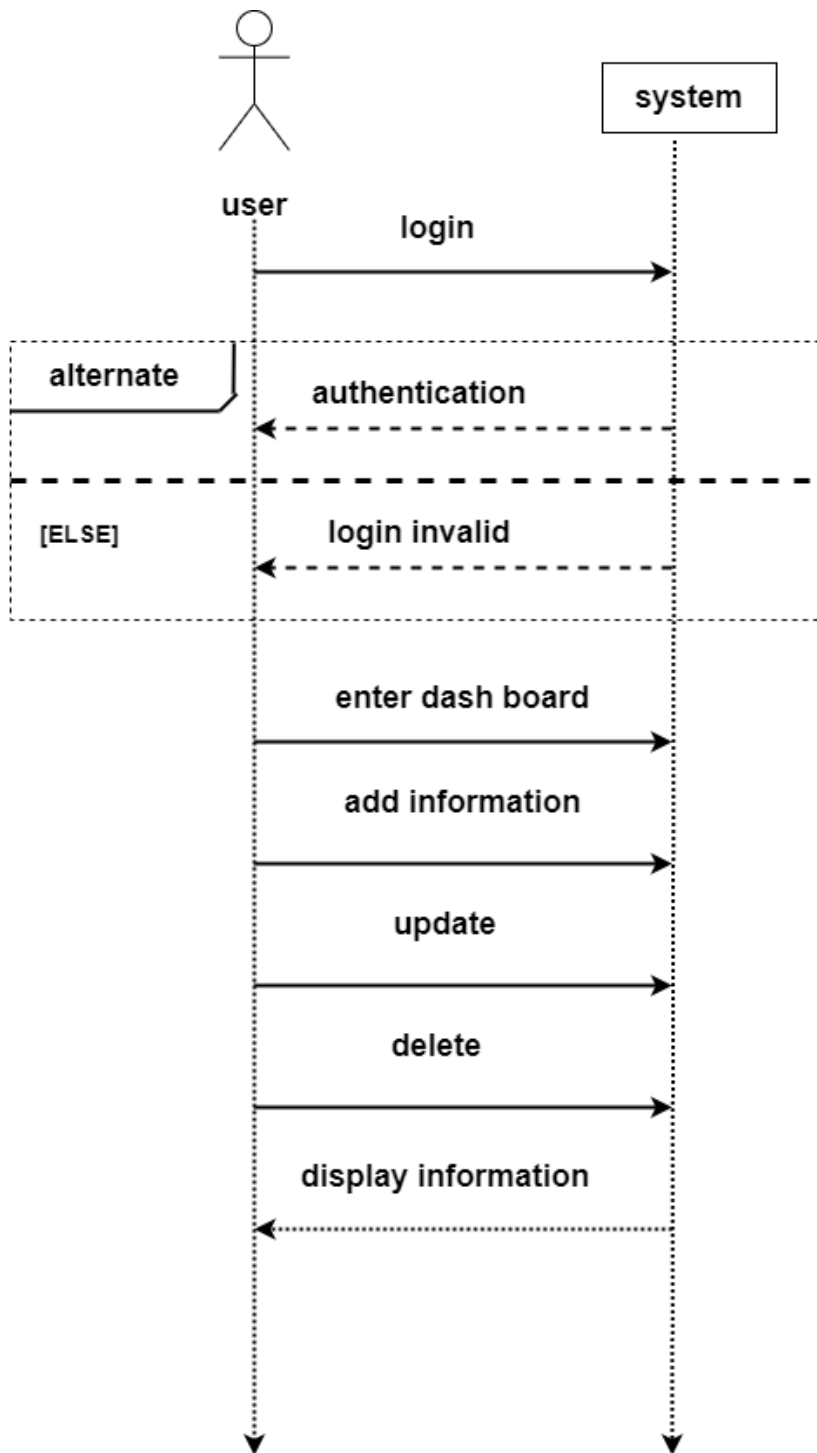 system
user
login
alternate
authentication
[ELSE]
login invalid
enter dash board
add information
update
delete
display information